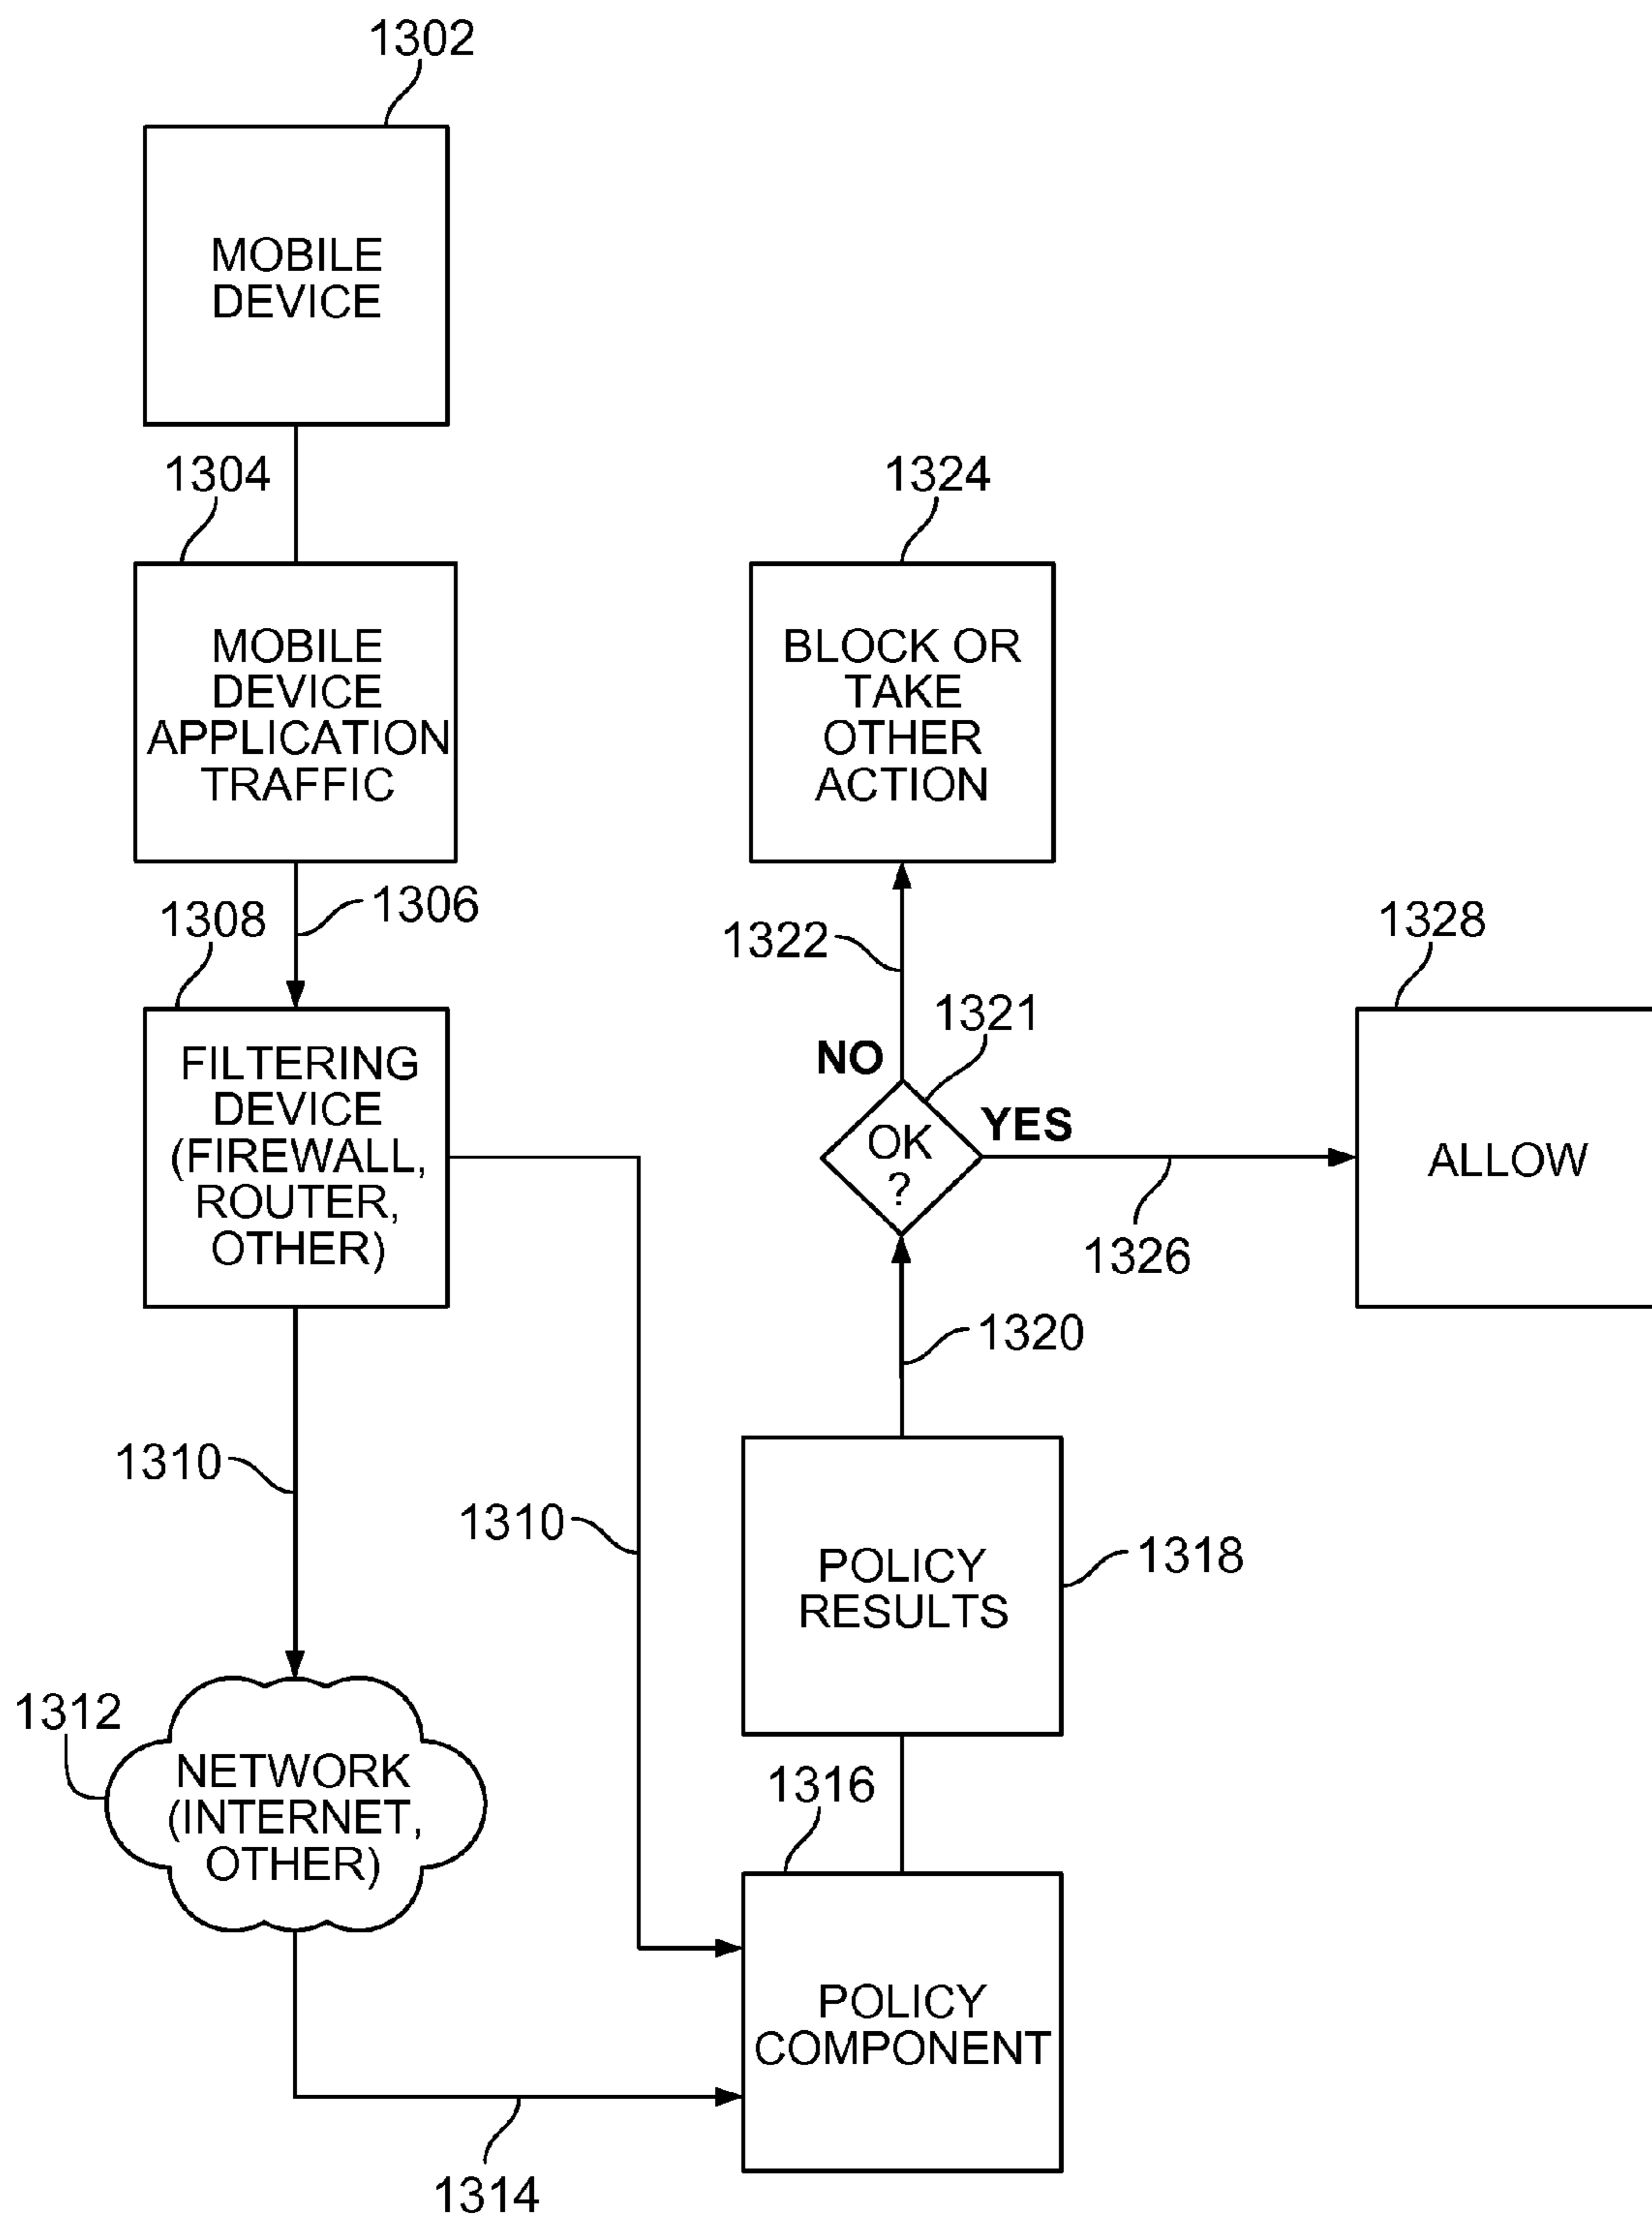 1302
MOBILE
DEVICE
1304
MOBILE
DEVICE
APPLICATION
TRAFFIC
1306
1308
FILTERING
DEVICE
(FIREWALL,
ROUTER,
OTHER)
1310
1310
1312
NETWORK
(INTERNET,
OTHER)
1314
1316
POLICY
COMPONENT
POLICY
RESULTS
1318
1320
OK
?
1321
NO
1322
1324
BLOCK OR
TAKE
OTHER
ACTION
YES
1326
1328
ALLOW